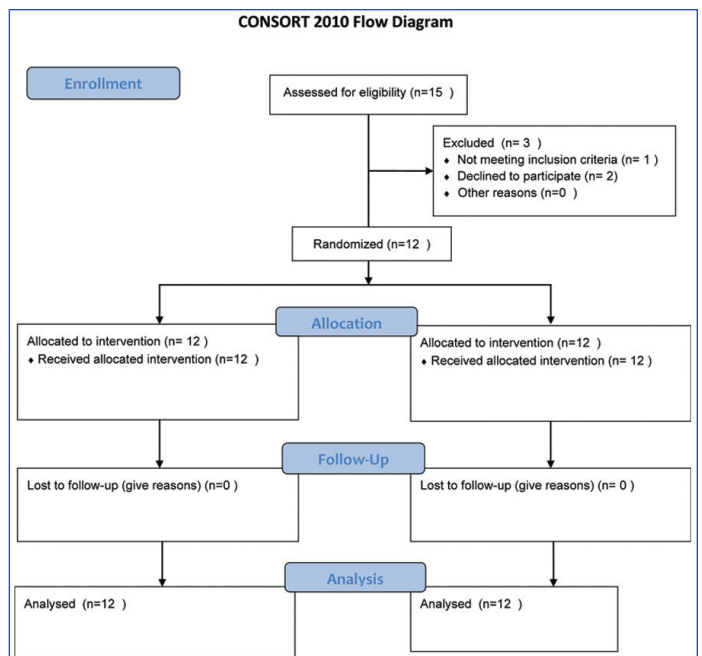 CONSORT 2010 Flow Diagram
Enrollment
Assessed for eligibility (n=15 )
Excluded (n= 3 )
♦ Not meeting inclusion criteria (n= 1 )
♦ Declined to participate (n= 2)
♦ Other reasons (n=0 )
Randomized (n=12 )
Allocation
Allocated to intervention (n= 12 )
♦ Received allocated intervention (n=12 )
Allocated to intervention (n=12 )
♦ Received allocated intervention (n= 12 )
Follow-Up
Lost to follow-up (give reasons) (n=0 )
Lost to follow-up (give reasons) (n= 0 )
Analysis
Analysed (n=12 )
Analysed (n=12 )